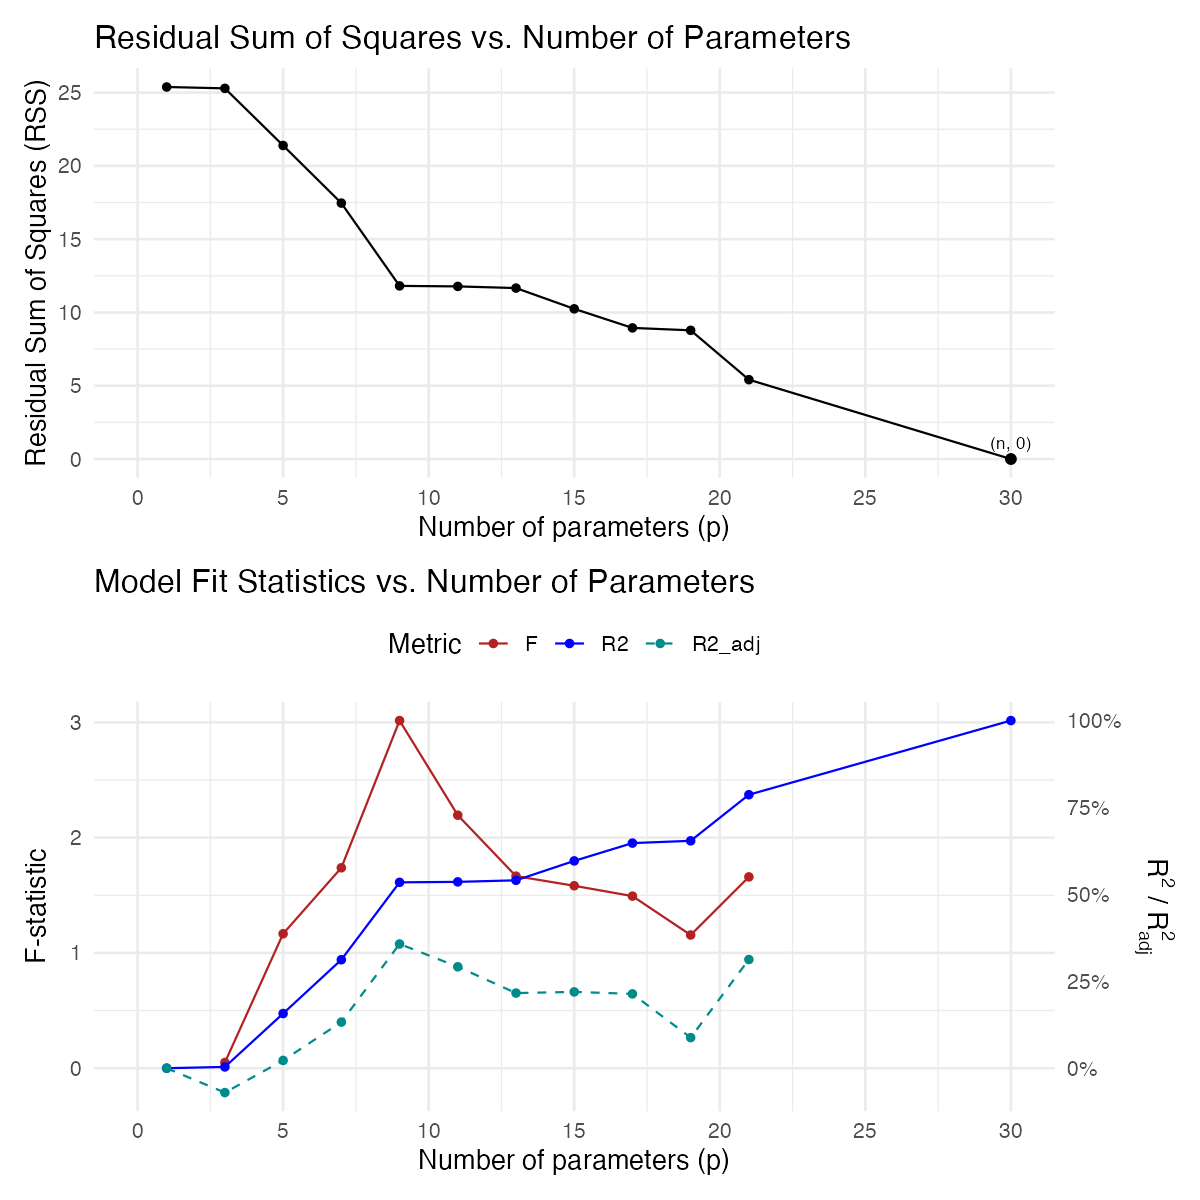 Residual Sum of Squares vs. Number of Parameters
Residual Sum of Squares (RSS)
25
20
15
10
5
0
(n, 0)
0 5 10 15 20 25 30
Number of parameters (p)
Model Fit Statistics vs. Number of Parameters
Metric F R2 R2_adj
F-statistic
3
2
1
0
100%
75%
50%
25%
0%
R² / R²adj
0 5 10 15 20 25 30
Number of parameters (p)